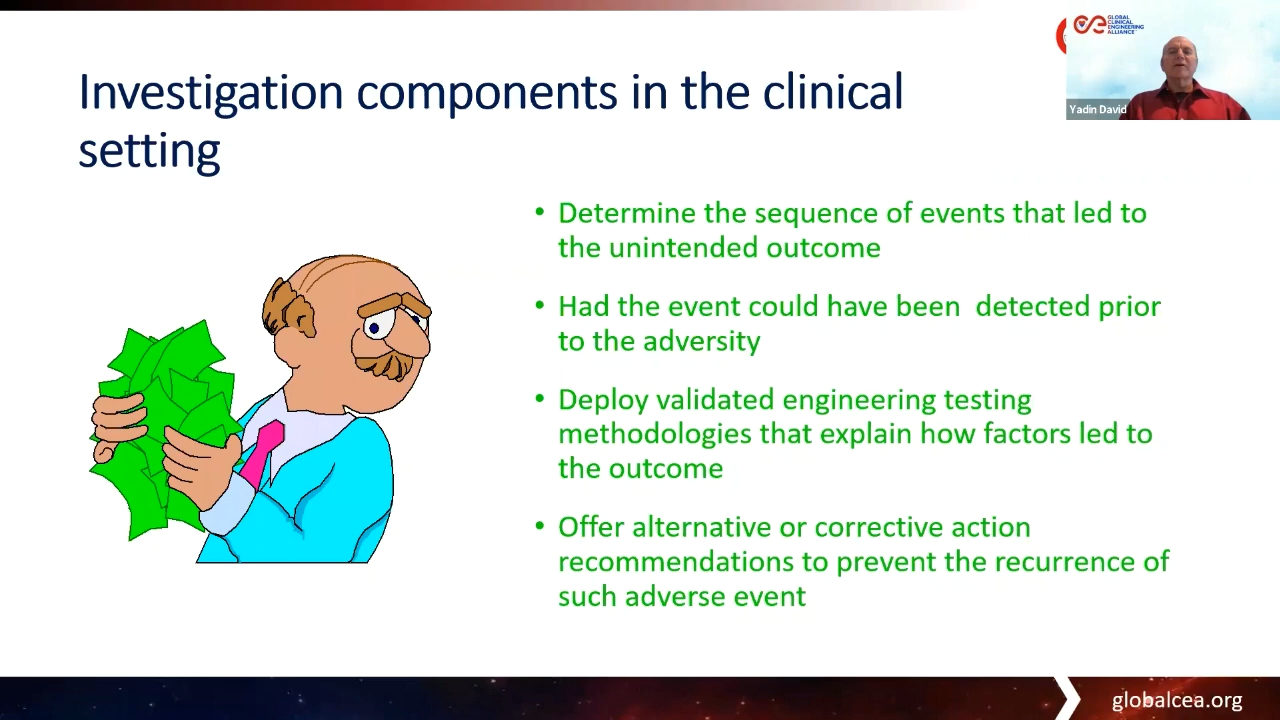 GLOBAL
CLINICAL
ENGINEERING
ALLIANCE
Yadin David
Investigation components in the clinical
setting
• Determine the sequence of events that led to
the unintended outcome
• Had the event could have been  detected prior
to the adversity
• Deploy validated engineering testing
methodologies that explain how factors led to
the outcome
• Offer alternative or corrective action
recommendations to prevent the recurrence of
such adverse event
globalcea.org